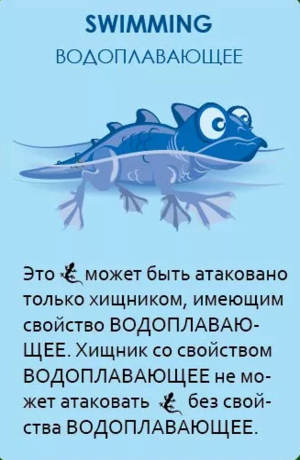 SWIMMING
ВОДОПЛАВАЮЩЕЕ
Это может быть атаковано
только хищником, имеющим
свойство ВОДОПЛАВАЮ-
ЩЕЕ. Хищник со свойством
ВОДОПЛАВАЮЩЕЕ не мо-
жет атаковать без свой-
ства ВОДОПЛАВАЮЩЕЕ.